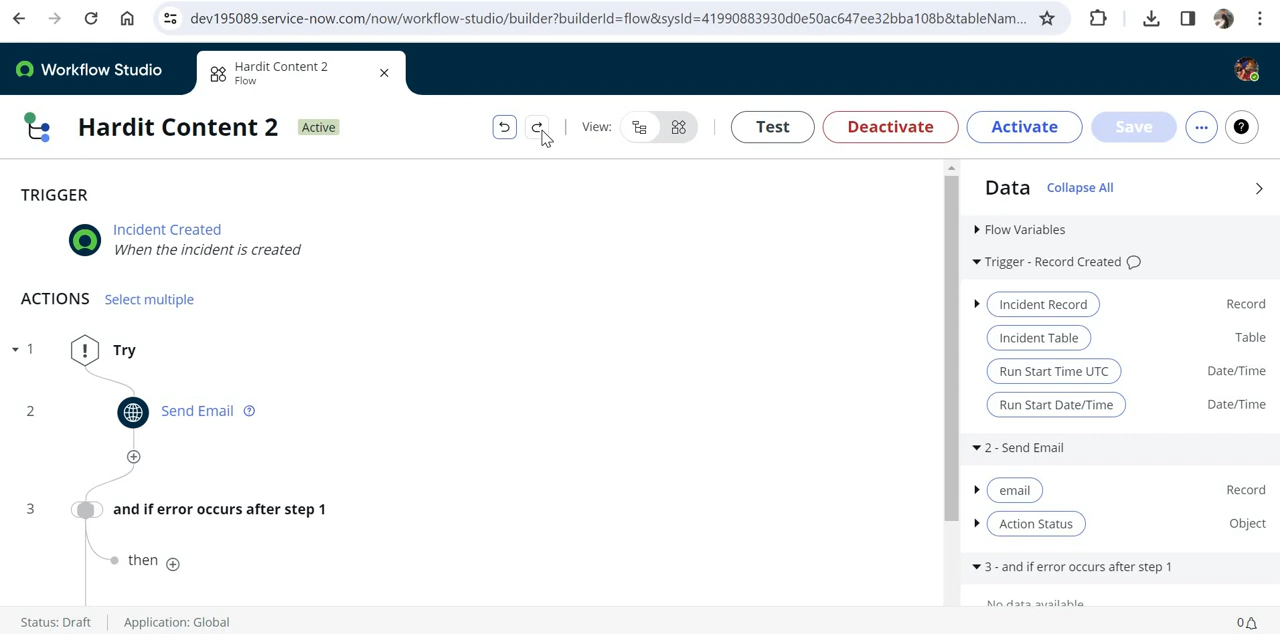 dev195089.service-now.com/now/workflow-studio/builder?builderId=flow&sysId=41990883930d0e50ac647ee32bba108b&tableNam...
Workflow Studio
Hardit Content 2
Flow
Hardit Content 2
Active
View:
Test
Deactivate
Activate
Save
TRIGGER
Incident Created
When the incident is created
ACTIONS
Select multiple
1
Try
2
Send Email
3
and if error occurs after step 1
then
Data
Collapse All
Flow Variables
Trigger - Record Created
Incident Record
Record
Incident Table
Table
Run Start Time UTC
Date/Time
Run Start Date/Time
Date/Time
2 - Send Email
email
Record
Action Status
Object
3 - and if error occurs after step 1
No data available
Status: Draft
Application: Global
0